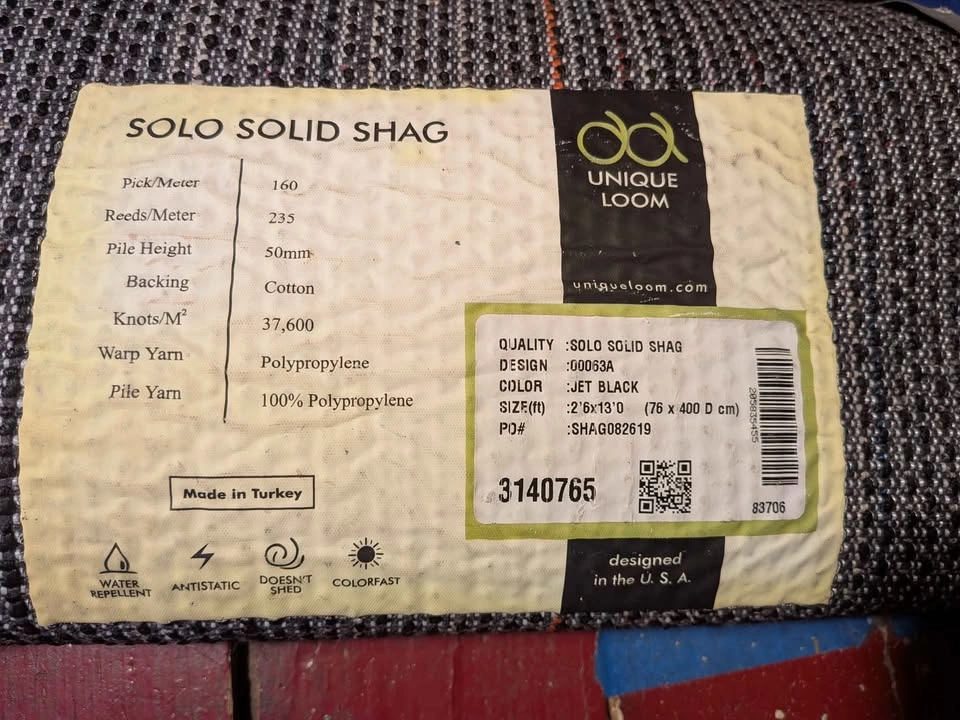 SOLO SOLID SHAG
Pick/Meter 160
Reeds/Meter 235
Pile Height 50mm
Backing Cotton
Knots/M² 37,600
Warp Yarn Polypropylene
Pile Yarn 100% Polypropylene
Made in Turkey
WATER REPELLENT
ANTISTATIC
DOESN'T SHED
COLORFAST
UNIQUE
LOOM
uniqueloom.com
QUALITY :SOLO SOLID SHAG
DESIGN :00063A
COLOR :JET BLACK
SIZE(ft) :2'6x13'0 (76 x 400 D cm)
PO# :SHAG082619
3140765
2058835455
83706
designed
in the U. S. A.